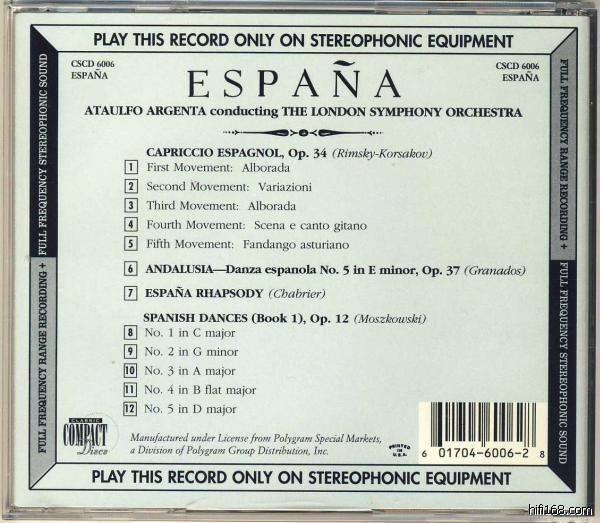 PLAY THIS RECORD ONLY ON STEREOPHONIC EQUIPMENT
CSCD 6006
ESPAÑA
ESPAÑA
CSCD 6006
ESPAÑA
ATAULFO ARGENTA conducting THE LONDON SYMPHONY ORCHESTRA
CAPRICCIO ESPAGNOL, Op. 34 (Rimsky-Korsakov)
1 First Movement: Alborada
2 Second Movement: Variazioni
3 Third Movement: Alborada
4 Fourth Movement: Scena e canto gitano
5 Fifth Movement: Fandango asturiano
6 ANDALUSIA—Danza espanola No. 5 in E minor, Op. 37 (Granados)
7 ESPAÑA RHAPSODY (Chabrier)
SPANISH DANCES (Book 1), Op. 12 (Moszkowski)
8 No. 1 in C major
9 No. 2 in G minor
10 No. 3 in A major
11 No. 4 in B flat major
12 No. 5 in D major
CLASSIC
COMPACT
Discs
Manufactured under License from Polygram Special Markets,
a Division of Polygram Group Distribution, Inc.
PRINTED
IN
U.S.A.
6 01704-6006-2 8
PLAY THIS RECORD ONLY ON STEREOPHONIC EQUIPMENT
FULL FREQUENCY RANGE RECORDING + FULL FREQUENCY STEREOPHONIC SOUND
FULL FREQUENCY RANGE RECORDING + FULL FREQUENCY STEREOPHONIC SOUND
hifi168.com